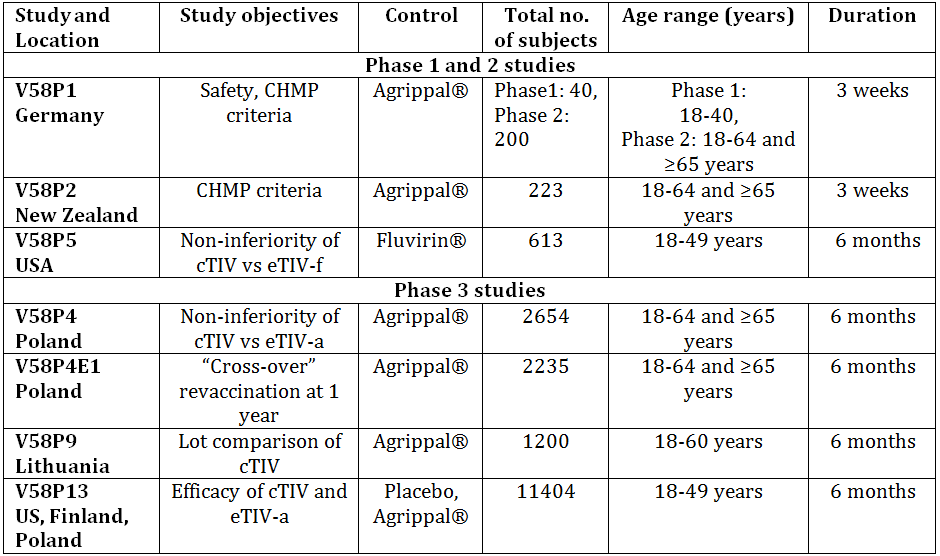 Study and Location | Study objectives | Control | Total no. of subjects | Age range (years) | Duration
Phase 1 and 2 studies
V58P1 Germany | Safety, CHMP criteria | Agrippal® | Phase1: 40, Phase 2: 200 | Phase 1: 18-40, Phase 2: 18-64 and ≥65 years | 3 weeks
V58P2 New Zealand | CHMP criteria | Agrippal® | 223 | 18-64 and ≥65 years | 3 weeks
V58P5 USA | Non-inferiority of cTIV vs eTIV-f | Fluvirin® | 613 | 18-49 years | 6 months
Phase 3 studies
V58P4 Poland | Non-inferiority of cTIV vs eTIV-a | Agrippal® | 2654 | 18-64 and ≥65 years | 6 months
V58P4E1 Poland | “Cross-over” revaccination at 1 year | Agrippal® | 2235 | 18-64 and ≥65 years | 6 months
V58P9 Lithuania | Lot comparison of cTIV | Agrippal® | 1200 | 18-60 years | 6 months
V58P13 US, Finland, Poland | Efficacy of cTIV and eTIV-a | Placebo, Agrippal® | 11404 | 18-49 years | 6 months